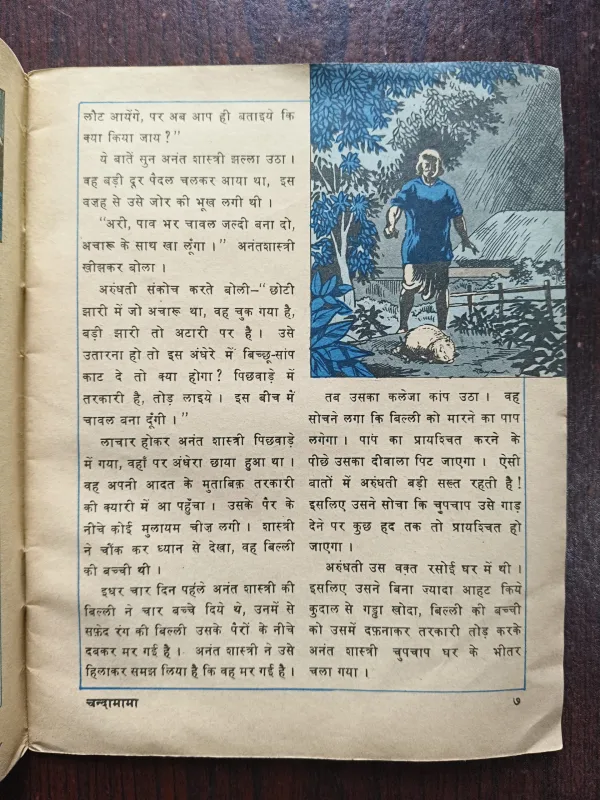 लौट आयेंगे, पर अब आप ही बताइये कि
क्या किया जाय ?”
ये बातें सुन अनंत शास्त्री झल्ला उठा ।
वह बड़ी दूर पैदल चलकर आया था, इस
वजह से उसे जोर की भूख लगी थी ।
“अरी, पाव भर चावल जल्दी बना दो,
अचारू के साथ खा लूंगा ।” अनंतशास्त्री
खीझकर बोला ।
अरुंधती संकोच करते बोली–“छोटी
झारी में जो अचारू था, वह चुक गया है,
बड़ी झारी तो अटारी पर है । उसे
उतारना हो तो इस अंधेरे में बिच्छू-सांप
काट दे तो क्या होगा? पिछवाड़े में
तरकारी है, तोड़ लाइये । इस बीच में
चावल बना दूंगी ।”
लाचार होकर अनंत शास्त्री पिछवाड़े
में गया, वहाँ पर अंधेरा छाया हुआ था ।
वह अपनी आदत के मुताबिक़ तरकारी
की क्यारी में आ पहुँचा । उसके पैर के
नीचे कोई मुलायम चीज़ लगी । शास्त्री
ने चौंक कर ध्यान से देखा, वह बिल्ली
की बच्ची थी ।
इधर चार दिन पहले अनंत शास्त्री की
बिल्ली ने चार बच्चे दिये थे, उनमें से
सफ़ेद रंग की बिल्ली उसके पैरों के नीचे
दबकर मर गई है । अनंत शास्त्री ने उसे
हिलाकर समझ लिया है कि वह मर गई है ।
तब उसका कलेजा कांप उठा । वह
सोचने लगा कि बिल्ली को मारने का पाप
लगेगा । पाप का प्रायश्चित करने के
पीछे उसका दीवाला पिट जाएगा । ऐसी
बातों में अरुंधती बड़ी सख्त रहती है !
इसलिए उसने सोचा कि चुपचाप उसे गाड़
देने पर कुछ हद तक तो प्रायश्चित हो
जाएगा ।
अरुंधती उस वक़्त रसोई घर में थी ।
इसलिए उसने बिना ज्यादा आहट किये
कुदाल से गड्ढा खोदा, बिल्ली की बच्ची
को उसमें दफ़नाकर तरकारी तोड़ करके
अनंत शास्त्री चुपचाप घर के भीतर
चला गया ।
चन्दामामा
७